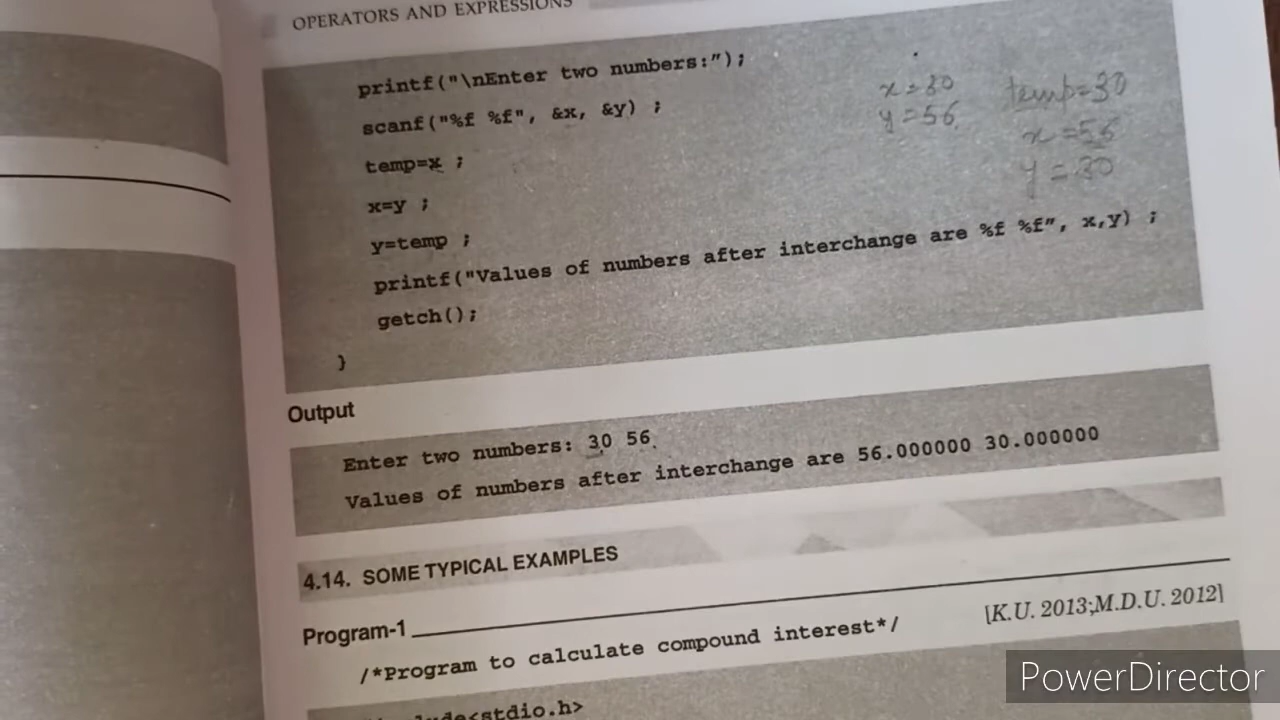 OPERATORS AND EXPRESSIONS
printf("\nEnter two numbers:");
scanf("%f %f", &x, &y) ;
temp=x ;
x=y ;
y=temp ;
printf("Values of numbers after interchange are %f %f", x,y) ;
getch();
}
x=30
y=56
temp=30
x=56
y=30
Output
Enter two numbers: 30 56
Values of numbers after interchange are 56.000000 30.000000
4.14. SOME TYPICAL EXAMPLES
Program-1
[K.U. 2013;M.D.U. 2012]
/*Program to calculate compound interest*/
<stdio.h>
PowerDirector